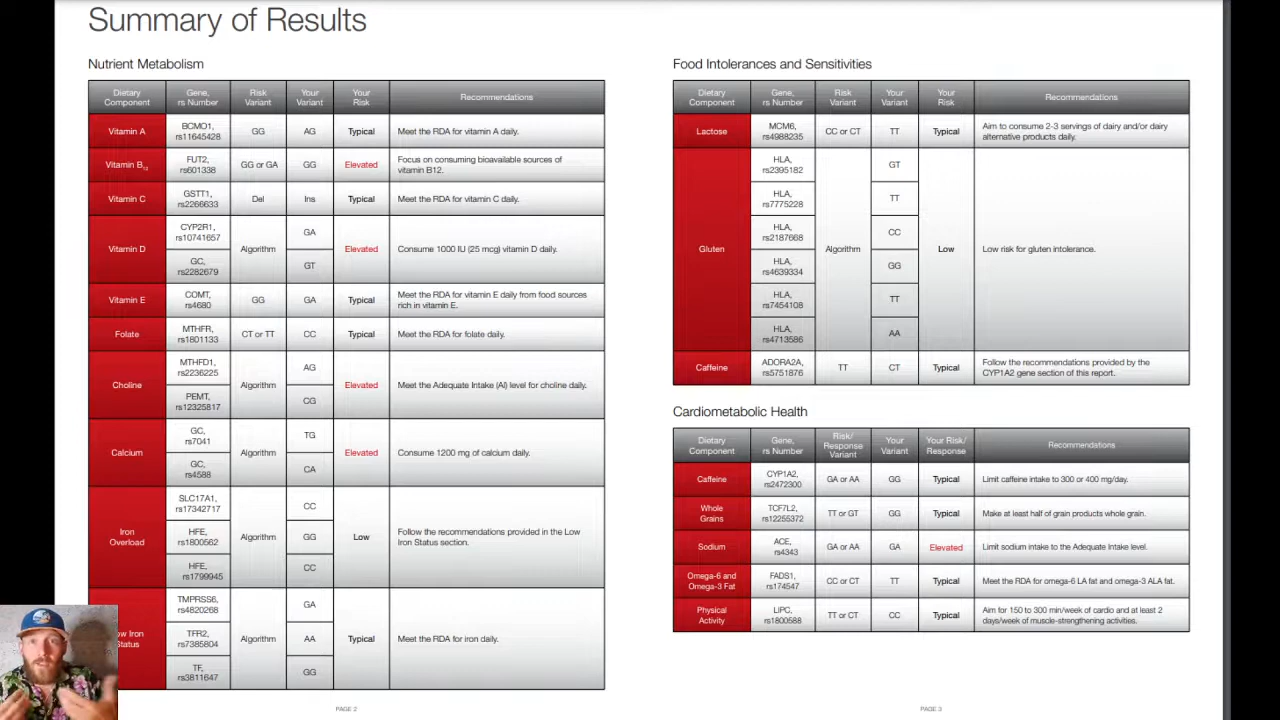 Summary of Results
Nutrient Metabolism
Dietary Component
Gene, rs Number
Risk Variant
Your Variant
Your Risk
Recommendations
Vitamin A
BCMO1, rs11645428
GG
AG
Typical
Meet the RDA for vitamin A daily.
Vitamin B12
FUT2, rs601338
GG or GA
GG
Elevated
Focus on consuming bioavailable sources of
vitamin B12.
Vitamin C
GSTT1, rs2266633
Del
Ins
Typical
Meet the RDA for vitamin C daily.
Vitamin D
CYP2R1, rs10741657
GA
GC, rs2282679
GT
Algorithm
Elevated
Consume 1000 IU (25 mcg) vitamin D daily.
Vitamin E
COMT, rs4680
GG
GA
Typical
Meet the RDA for vitamin E daily from food sources
rich in vitamin E.
Folate
MTHFR, rs1801133
CT or TT
CC
Typical
Meet the RDA for folate daily.
Choline
MTHFD1, rs2236225
AG
PEMT, rs12325817
CG
Algorithm
Elevated
Meet the Adequate Intake (AI) level for choline daily.
Calcium
GC, rs7041
TG
GC, rs4588
CA
Algorithm
Elevated
Consume 1200 mg of calcium daily.
Iron Overload
SLC17A1, rs17342717
CC
HFE, rs1800562
GG
HFE, rs1799945
CC
Algorithm
Low
Follow the recommendations provided in the Low
Iron Status section.
Iron
Status
TMPRSS6, rs4820268
GA
TFR2, rs7385804
AA
TF, rs3811647
GG
Algorithm
Typical
Meet the RDA for iron daily.
PAGE 2
Food Intolerances and Sensitivities
Dietary Component
Gene, rs Number
Risk Variant
Your Variant
Your Risk
Recommendations
Lactose
MCM6, rs4988235
CC or CT
TT
Typical
Aim to consume 2-3 servings of dairy and/or dairy
alternative products daily.
Gluten
HLA, rs2395182
GT
HLA, rs7775228
TT
HLA, rs2187668
CC
HLA, rs4639334
GG
HLA, rs7454108
TT
HLA, rs4713586
AA
Algorithm
Low
Low risk for gluten intolerance.
Caffeine
ADORA2A, rs5751876
TT
CT
Typical
Follow the recommendations provided by the
CYP1A2 gene section of this report.
Cardiometabolic Health
Dietary Component
Gene, rs Number
Risk/ Response Variant
Your Variant
Your Risk/ Response
Recommendations
Caffeine
CYP1A2, rs2472300
GA or AA
GG
Typical
Limit caffeine intake to 300 or 400 mg/day.
Whole Grains
TCF7L2, rs12255372
TT or GT
GG
Typical
Make at least half of grain products whole grain.
Sodium
ACE, rs4343
GA or AA
GA
Elevated
Limit sodium intake to the Adequate Intake level.
Omega-6 and Omega-3 Fat
FADS1, rs174547
CC or CT
TT
Typical
Meet the RDA for omega-6 LA fat and omega-3 ALA fat.
Physical Activity
LIPC, rs1800588
TT or CT
CC
Typical
Aim for 150 to 300 min/week of cardio and at least 2
days/week of muscle-strengthening activities.
PAGE 3